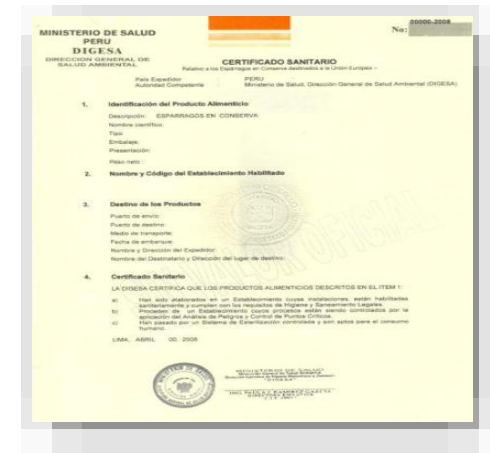 MINISTERIO DE SALUD
PERU
DIGESA
DIRECCION GENERAL DE
SALUD AMBIENTAL
No: 00000-2008
CERTIFICADO SANITARIO
Relativo a los Espárragos en Conserva destinados a la Unión Europea –
País Expedidor PERU
Autoridad Competente Ministerio de Salud, Dirección General de Salud Ambiental (DIGESA)
1. Identificación del Producto Alimenticio
Descripción: ESPARRAGOS EN CONSERVA
Nombre científico:
Tipo:
Embalaje:
Presentación:
Peso neto :
2. Nombre y Código del Establecimiento Habilitado
3. Destino de los Productos
Puerto de envío:
Puerto de destino:
Medio de transporte:
Fecha de embarque:
Nombre y Dirección del Expedidor:
Nombre del Destinatario y Dirección del lugar de destino:
4. Certificado Sanitario
LA DIGESA CERTIFICA QUE LOS PRODUCTOS ALIMENTICIOS DESCRITOS EN EL ITEM 1:
a) Han sido elaborados en un Establecimiento cuyas instalaciones, están habilitadas
sanitariamente y cumplen con los requisitos de Higiene y Saneamiento Legales.
b) Proceden de un Establecimiento cuyos procesos están siendo controlados por la
aplicación del Análisis de Peligros y Control de Puntos Críticos.
c) Han pasado por un Sistema de Esterilización controlada y son aptos para el consumo
humano.
LIMA, ABRIL 00, 2008
MINISTERIO DE SALUD